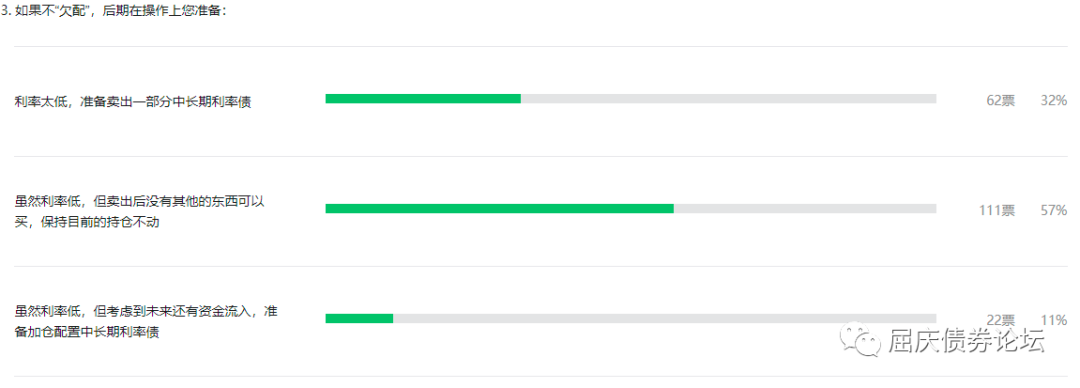 3. 如果不“欠配”，后期在操作上您准备：
利率太低，准备卖出一部分中长期利率债
62票 32%
虽然利率低，但卖出后没有其他的东西可以
买，保持目前的持仓不动
111票 57%
虽然利率低，但考虑到未来还有资金流入，准
备加仓配置中长期利率债
22票 11%
屈庆债券论坛